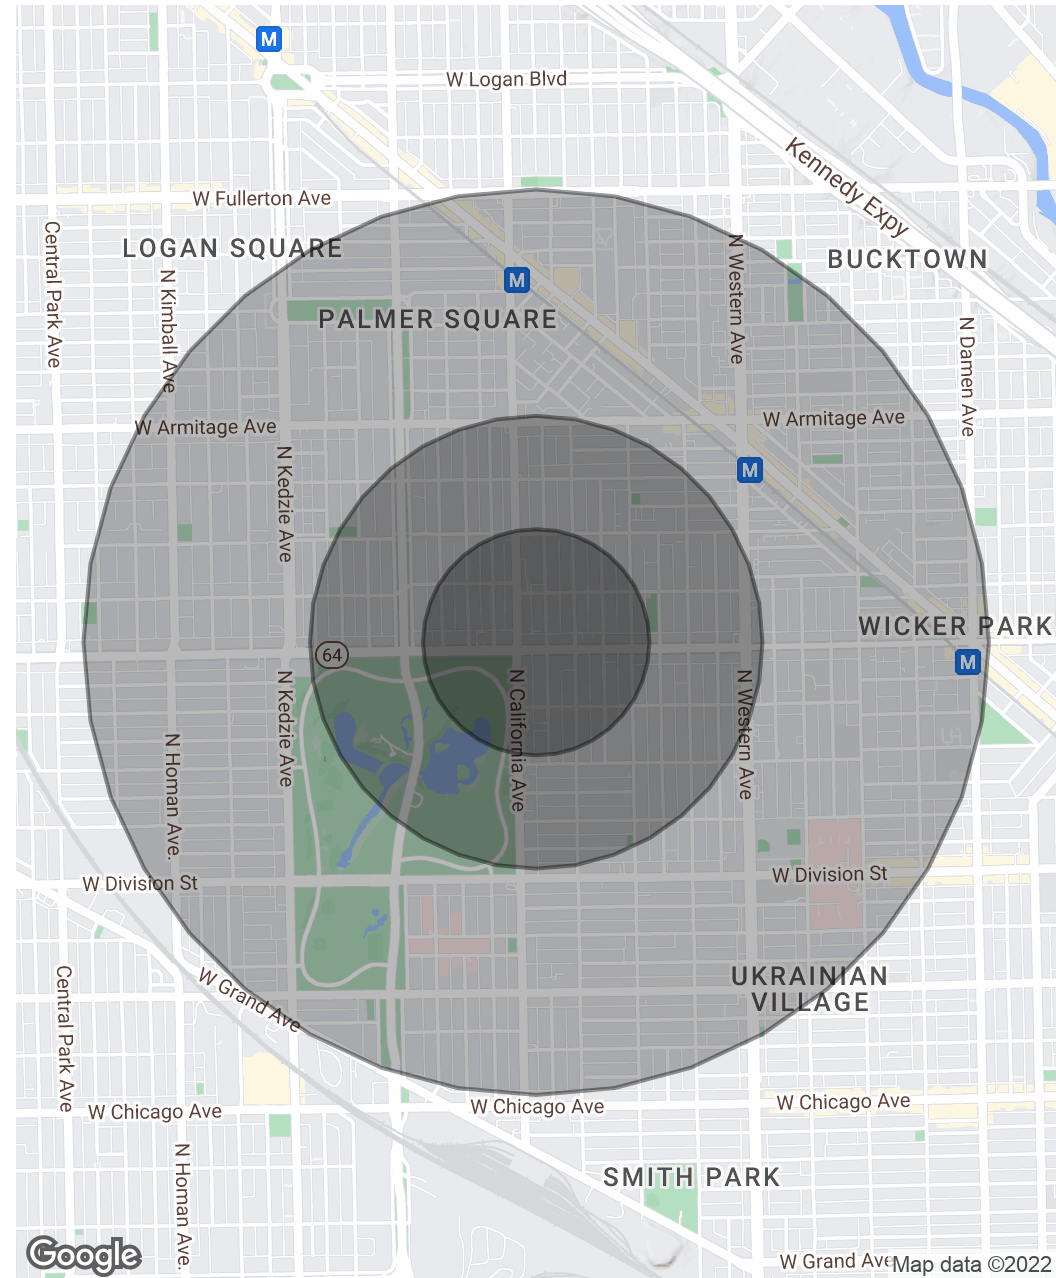 M
W Logan Blvd
Kennedy Expy
W Fullerton Ave
LOGAN SQUARE
BUCKTOWN
Central Park Ave
N Kimball Ave
N Western Ave
M
PALMER SQUARE
N Damen Ave
W Armitage Ave
W Armitage Ave
N Kedzie Ave
M
WICKER PARK
64
M
N Kedzie Ave
N California Ave
N Western Ave
N Homan Ave.
W Division St
W Division St
W Grand Ave
Central Park Ave
UKRAINIAN
VILLAGE
W Chicago Ave
W Chicago Ave
W Chicago Ave
N Homan Ave.
SMITH PARK
Google
W Grand Ave
Map data ©2022